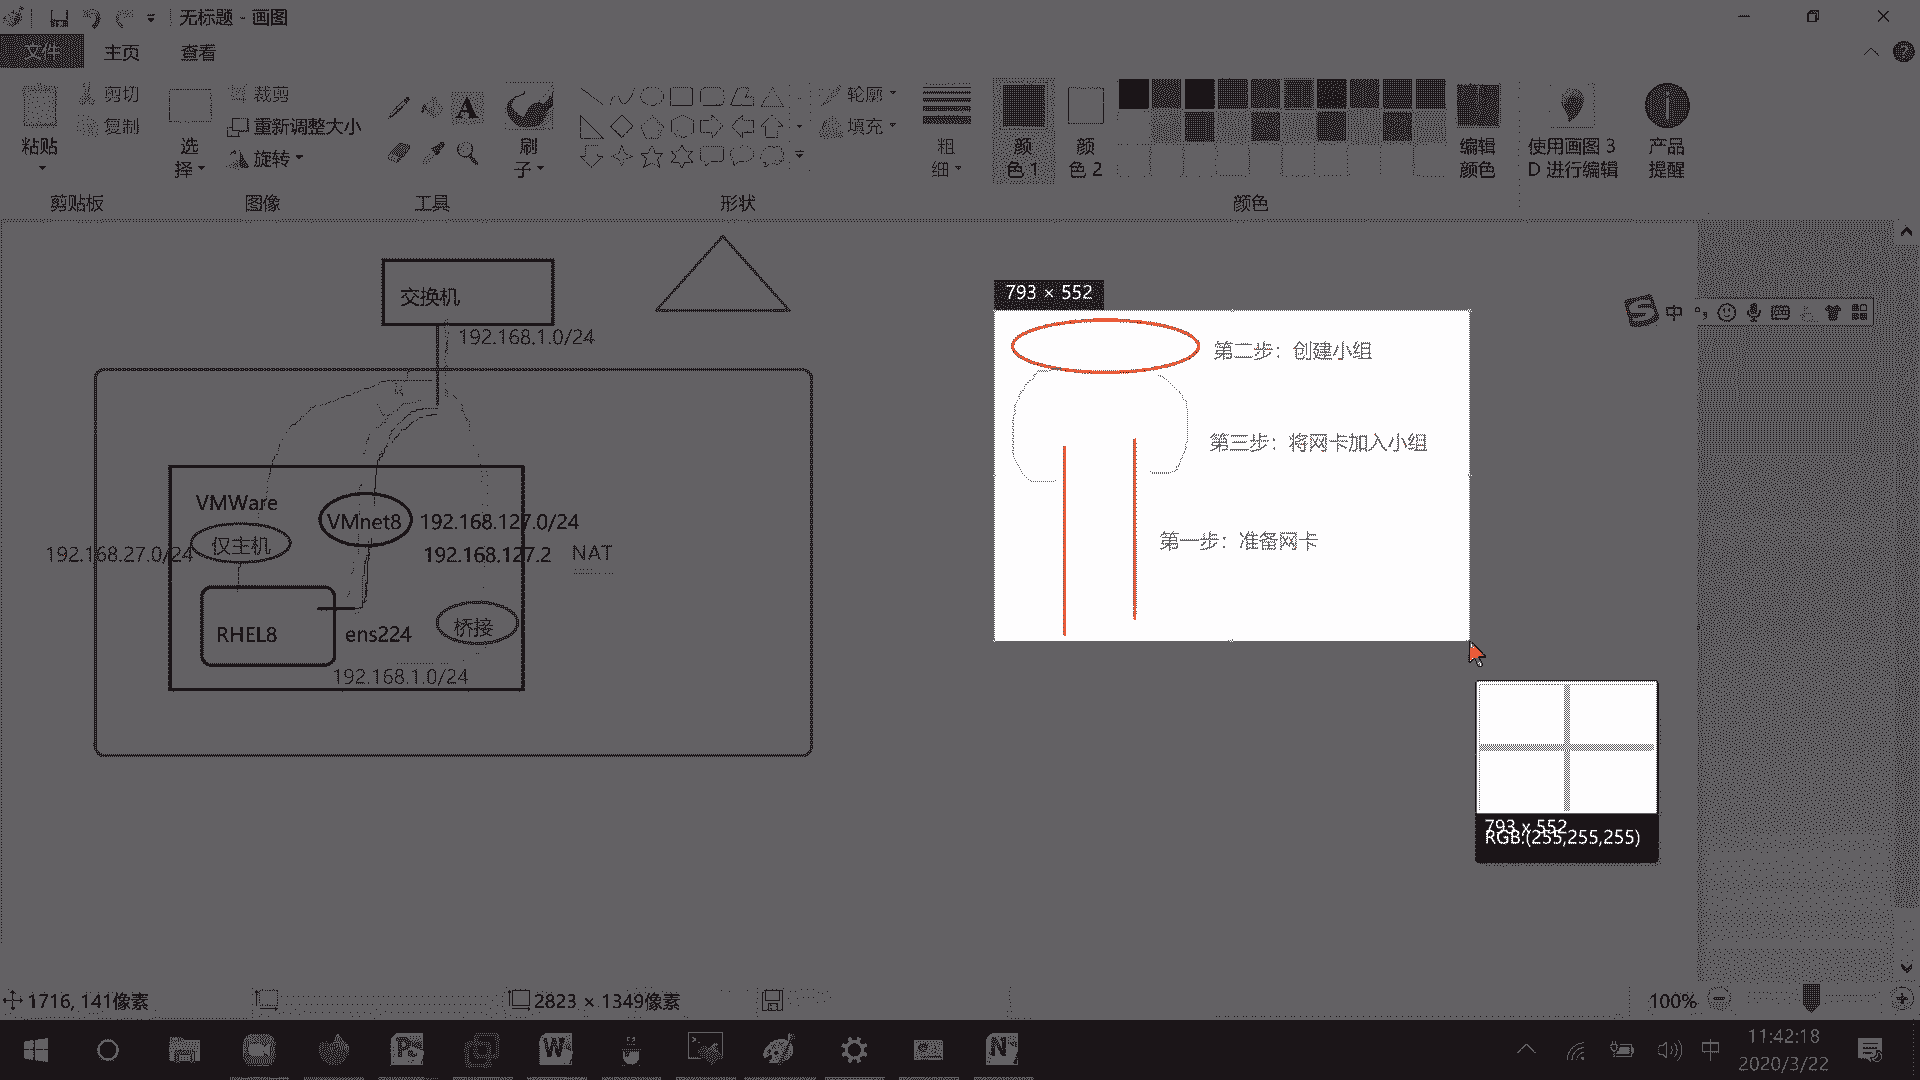 无标题 - 画图
文件 主页 查看
粘贴
剪切
复制
剪贴板
选择
裁剪
重新调整大小
旋转
图像
A
工具
刷子
形状
轮廓
填充
粗细
颜色 1
颜色 2
颜色
编辑颜色
使用画图 3D 进行编辑
产品提醒
交换机
192.168.1.0/24
VMWare
VMnet8 192.168.127.0/24
仅主机
192.168.27.0/24
192.168.127.2 NAT
RHEL8
ens224
桥接
192.168.1.0/24
793 × 552
第二步：创建小组
第三步：将网卡加入小组
第一步：准备网卡
中
793 x 552
RGB:(255,255,255)
1716, 141像素
2823 × 1349像素
100%
中
11:42:18
2020/3/22